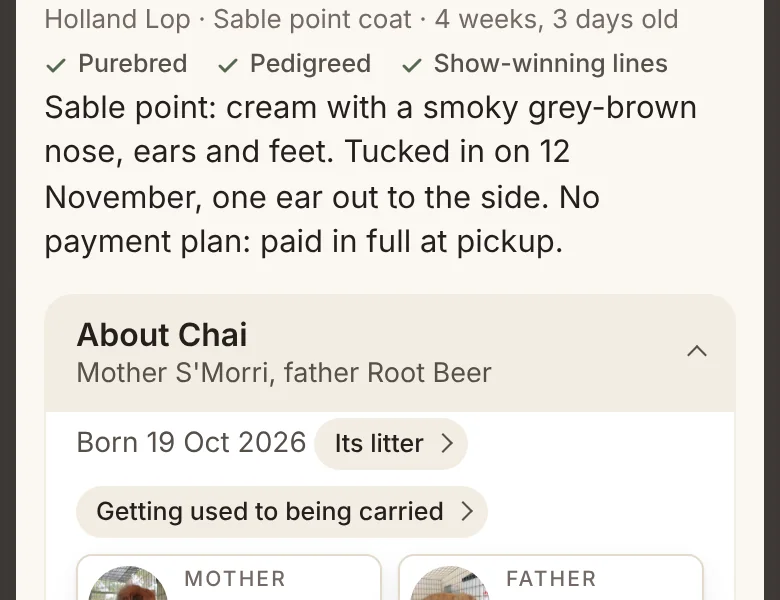 Holland Lop · Sable point coat · 4 weeks, 3 days old
Purebred Pedigreed Show-winning lines
Sable point: cream with a smoky grey-brown
nose, ears and feet. Tucked in on 12
November, one ear out to the side. No
payment plan: paid in full at pickup.
About Chai
Mother S'Morri, father Root Beer
Born 19 Oct 2026 Its litter
Getting used to being carried
MOTHER FATHER